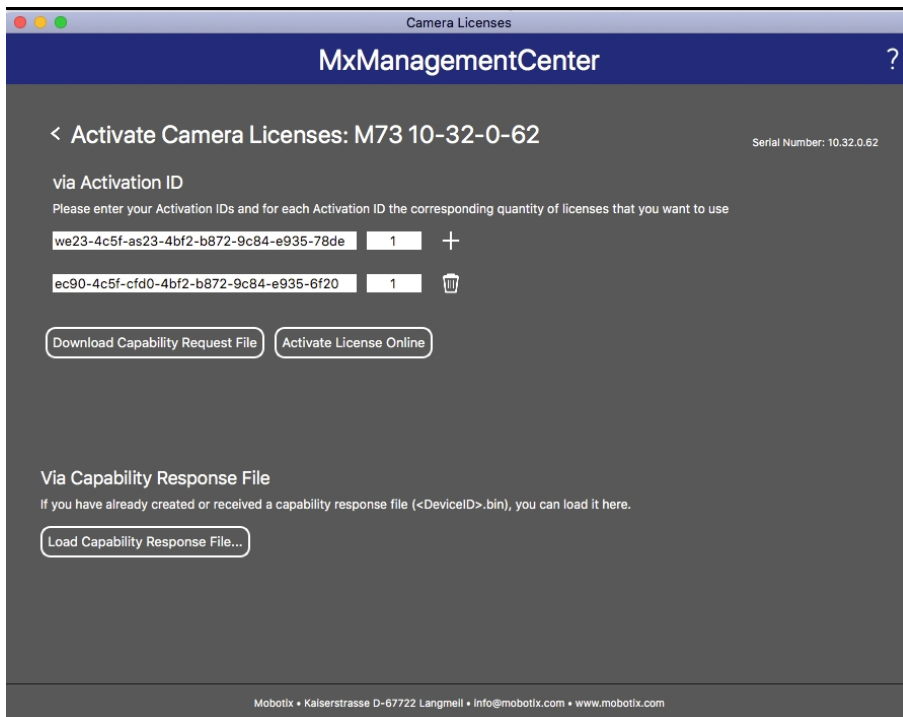 Camera Licenses
MxManagementCenter
?
< Activate Camera Licenses: M73 10-32-0-62
Serial Number: 10.32.0.62
via Activation ID
Please enter your Activation IDs and for each Activation ID the corresponding quantity of licenses that you want to use
we23-4c5f-as23-4bf2-b872-9c84-e935-78de 1 +
ec90-4c5f-cfd0-4bf2-b872-9c84-e935-6f20 1
Download Capability Request File Activate License Online
Via Capability Response File
If you have already created or received a capability response file (<DeviceID>.bin), you can load it here.
Load Capability Response File...
Mobotix • Kaiserstrasse D-67722 Langmeil • info@mobotix.com • www.mobotix.com